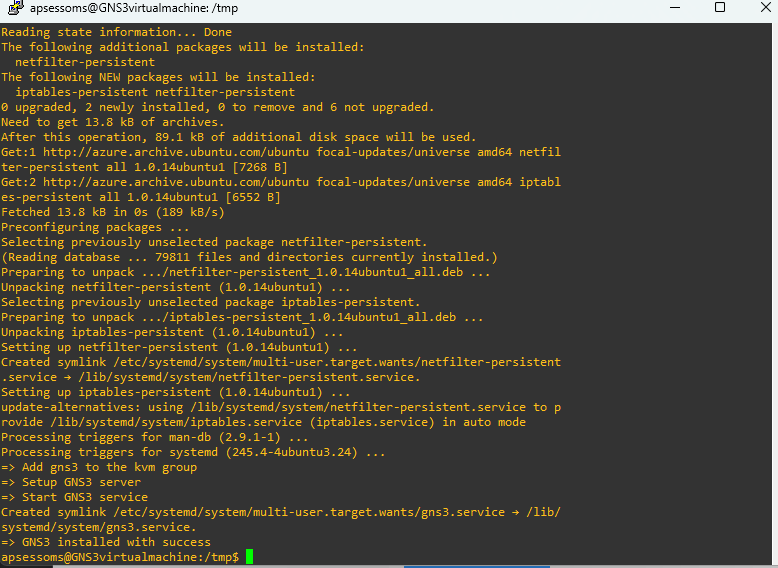 apsessoms@GNS3virtualmachine: /tmp
Reading state information... Done
The following additional packages will be installed:
  netfilter-persistent
The following NEW packages will be installed:
  iptables-persistent netfilter-persistent
0 upgraded, 2 newly installed, 0 to remove and 6 not upgraded.
Need to get 13.8 kB of archives.
After this operation, 89.1 kB of additional disk space will be used.
Get:1 http://azure.archive.ubuntu.com/ubuntu focal-updates/universe amd64 netfil
ter-persistent all 1.0.14ubuntu1 [7268 B]
Get:2 http://azure.archive.ubuntu.com/ubuntu focal-updates/universe amd64 iptabl
es-persistent all 1.0.14ubuntu1 [6552 B]
Fetched 13.8 kB in 0s (189 kB/s)
Preconfiguring packages ...
Selecting previously unselected package netfilter-persistent.
(Reading database ... 79811 files and directories currently installed.)
Preparing to unpack .../netfilter-persistent_1.0.14ubuntu1_all.deb ...
Unpacking netfilter-persistent (1.0.14ubuntu1) ...
Selecting previously unselected package iptables-persistent.
Preparing to unpack .../iptables-persistent_1.0.14ubuntu1_all.deb ...
Unpacking iptables-persistent (1.0.14ubuntu1) ...
Setting up netfilter-persistent (1.0.14ubuntu1) ...
Created symlink /etc/systemd/system/multi-user.target.wants/netfilter-persistent
.service → /lib/systemd/system/netfilter-persistent.service.
Setting up iptables-persistent (1.0.14ubuntu1) ...
update-alternatives: using /lib/systemd/system/netfilter-persistent.service to p
rovide /lib/systemd/system/iptables.service (iptables.service) in auto mode
Processing triggers for man-db (2.9.1-1) ...
Processing triggers for systemd (245.4-4ubuntu3.24) ...
=> Add gns3 to the kvm group
=> Setup GNS3 server
=> Start GNS3 service
Created symlink /etc/systemd/system/multi-user.target.wants/gns3.service → /lib/
systemd/system/gns3.service.
=> GNS3 installed with success
apsessoms@GNS3virtualmachine:/tmp$